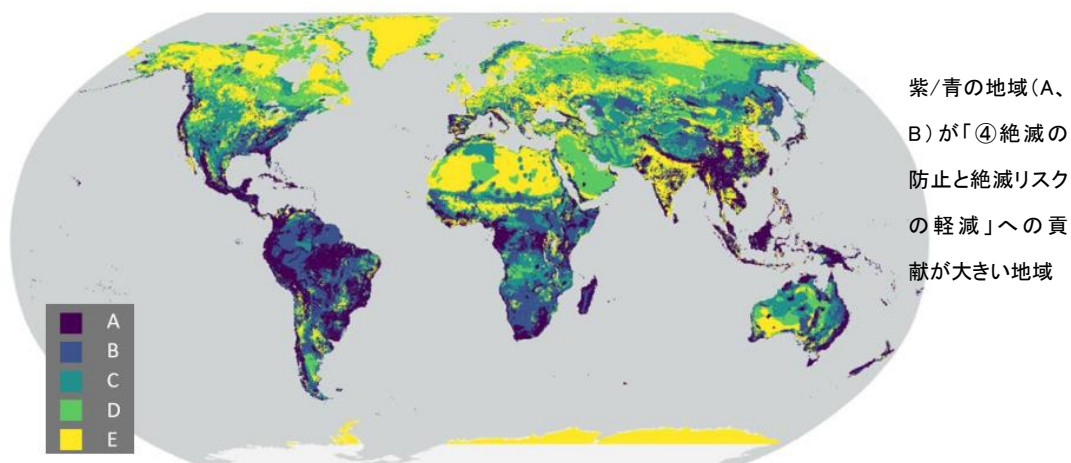 紫/青の地域(A、
B)が「④絶滅の
防止と絶滅リスク
の軽減」への貢
献が大きい地域
A
B
C
D
E